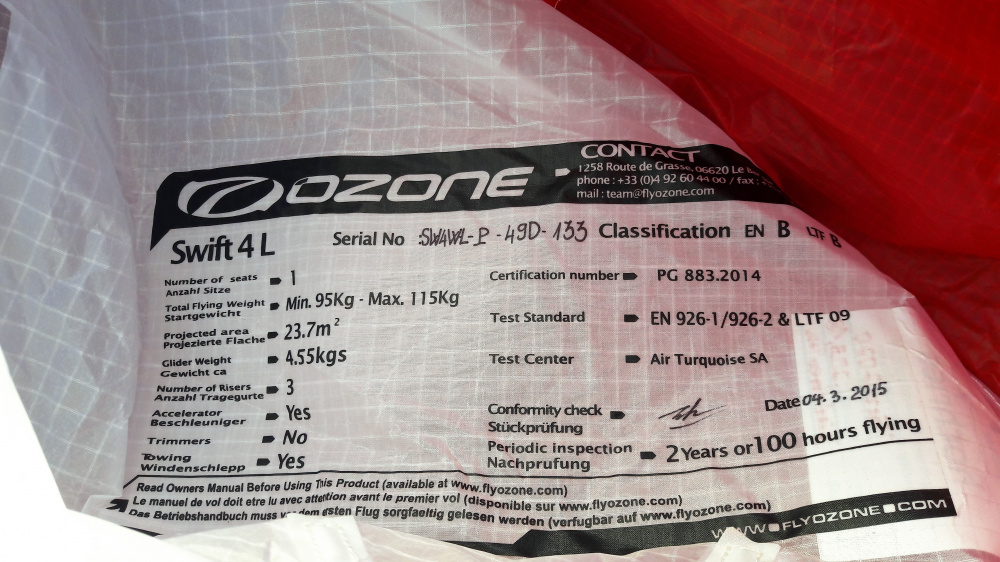 OZONE
CONTACT
1258 Route de Grasse, 06620 Le
phone : +33 (0)4 92 60 44 00 / fax :
mail : team@flyozone.com
Swift 4 L
Serial No
Classification EN B LTF B
Number of seats 1
Anzahl Sitze
Total Flying Weight Min. 95Kg - Max. 115Kg
Startgewicht
Projected area 23.7m²
Projezierte Flache
Glider Weight 4,55kgs
Gewicht ca
Number of Risers 3
Anzahl Tragegurte
Accelerator Yes
Beschleuniger
Trimmers No
Towing Yes
Windenschlepp
Certification number PG 883.2014
Test Standard EN 926-1/926-2 & LTF 09
Test Center Air Turquoise SA
Conformity check
Stückprüfung
Date 04.3.2015
Periodic inspection 2 Years or 100 hours flying
Nachprufung
Read Owners Manual Before Using This Product (available at www.flyozone.com)
Le manuel de vol doit etre lu avec attetion avant le premier vol (disponible sur www.flyozone.com)
Das Betriebshandbuch muss dem ersten Flug sorgfaeltig gelesen werden (verfugbar auf www.flyozone.com)
WWW.FLYOZONE.COM